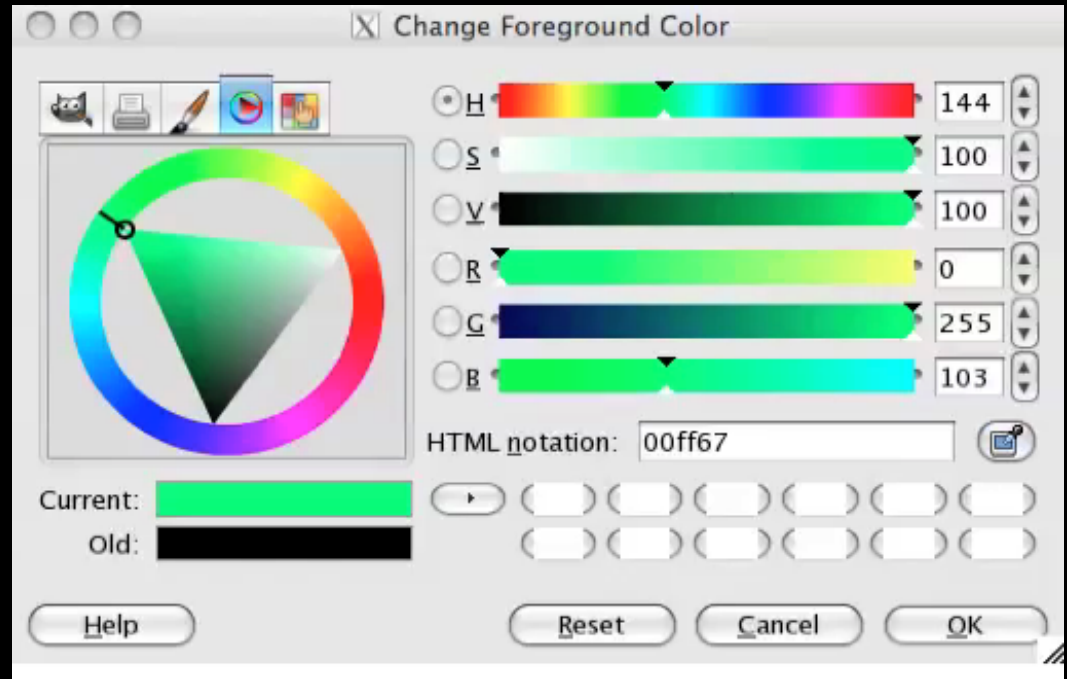 Change Foreground Color
H 144
S 100
V 100
R 0
G 255
B 103
HTML notation: 00ff67
Current:
Old:
Help Reset Cancel OK